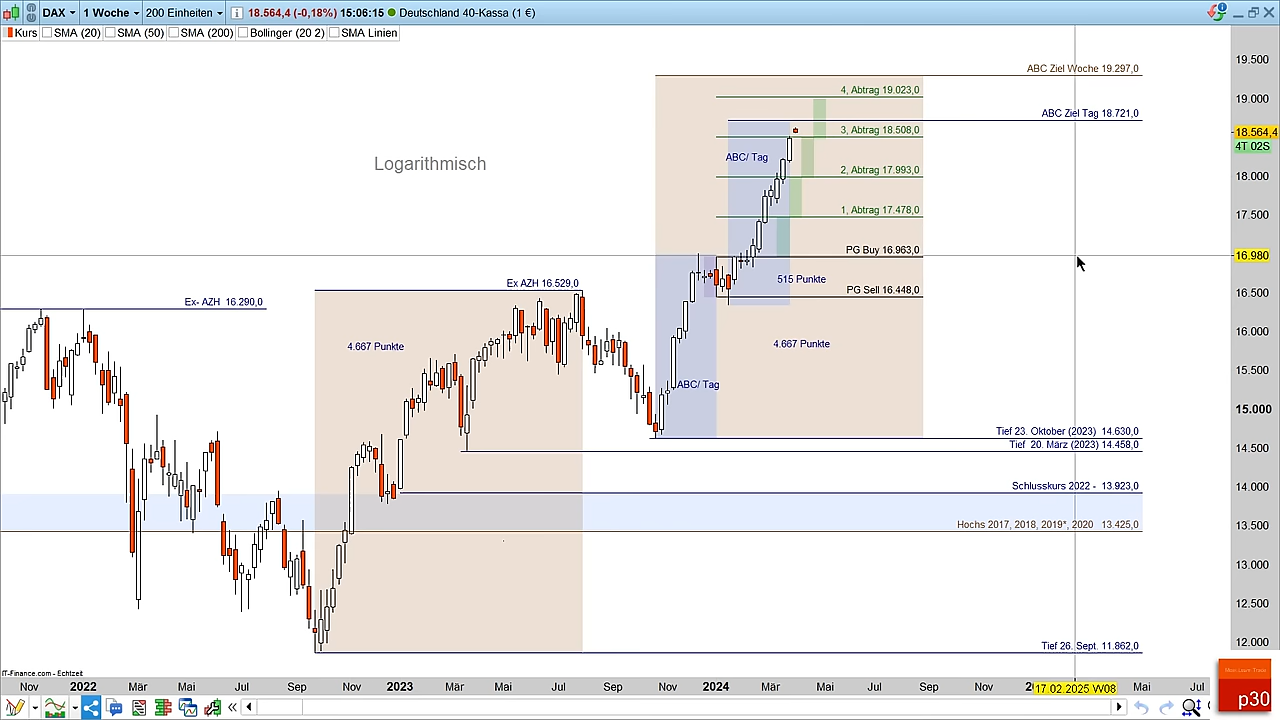 DAX 1 Woche 200 Einheiten i 18.564,4 (-0,18%) 15:06:15 Deutschland 40-Kassa (1 €)
Kurs SMA (20) SMA (50) SMA (200) Bollinger (20 2) SMA Linien
19.500
ABC Ziel Woche 19.297,0
4, Abtrag 19.023,0
19.000
ABC Ziel Tag 18.721,0
3, Abtrag 18.508,0
18.564,4
4T 02S
ABC/ Tag
Logarithmisch
2, Abtrag 17.993,0
18.000
1, Abtrag 17.478,0
17.500
PG Buy 16.963,0
16.980
515 Punkte
Ex AZH 16.529,0
PG Sell 16.448,0
16.500
Ex- AZH 16.290,0
16.000
4.667 Punkte
4.667 Punkte
15.500
ABC/ Tag
15.000
Tief 23. Oktober (2023) 14.630,0
Tief 20. März (2023) 14.458,0
14.500
Schlusskurs 2022 - 13.923,0
14.000
Hochs 2017, 2018, 2019*, 2020 13.425,0
13.500
13.000
12.500
Tief 26. Sept. 11.862,0
12.000
IT-Finance.com - Echtzeit
Nov 2022 Mär Mai Jul Sep Nov 2023 Mär Mai Jul Sep Nov 2024 Mär Mai Jul Sep Nov 17.02.2025 W08 Mai Jul
p30